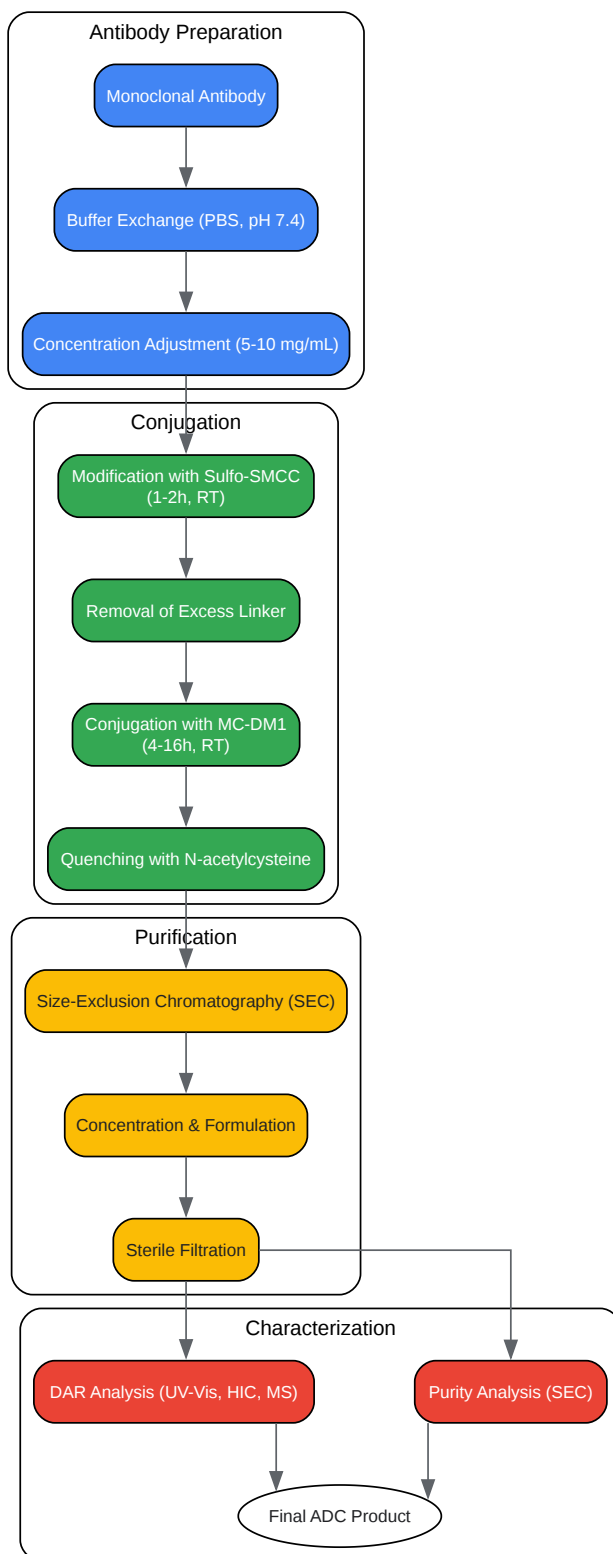 Antibody Preparation
Monoclonal Antibody
Buffer Exchange (PBS, pH 7.4)
Concentration Adjustment (5-10 mg/mL)
Conjugation
Modification with Sulfo-SMCC
(1-2h, RT)
Removal of Excess Linker
Conjugation with MC-DM1
(4-16h, RT)
Quenching with N-acetylcysteine
Purification
Size-Exclusion Chromatography (SEC)
Concentration & Formulation
Sterile Filtration
Characterization
DAR Analysis (UV-Vis, HIC, MS)
Purity Analysis (SEC)
Final ADC Product